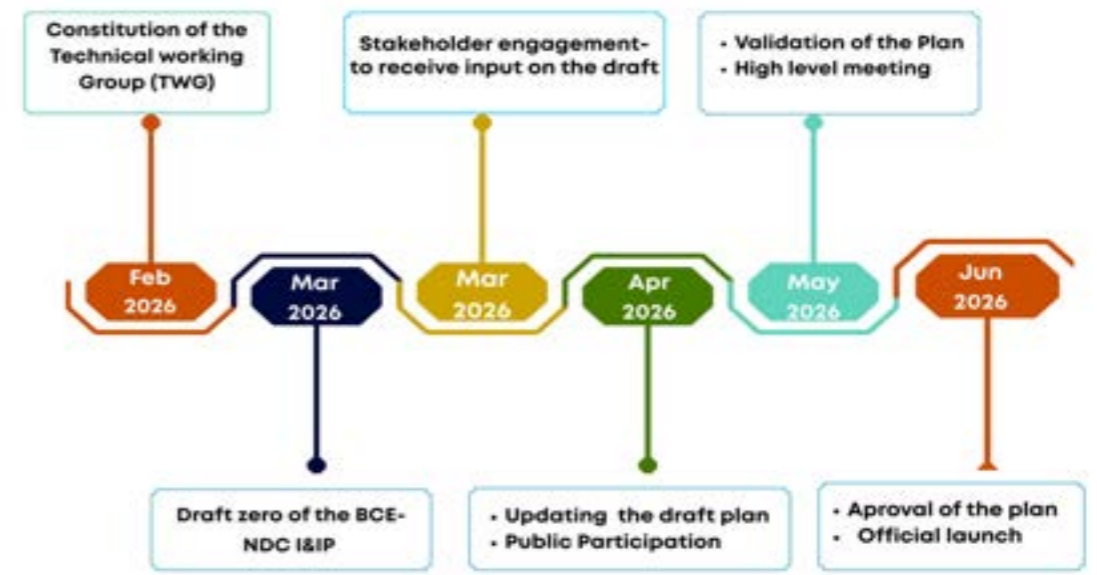 Constitution of the
Technical working
Group (TWG)
Stakeholder engagement-
to receive input on the draft
• Validation of the Plan
• High level meeting
Feb
2026
Mar
2026
Mar
2026
Apr
2026
May
2026
Jun
2026
Draft zero of the BCE-
NDC I&IP
• Updating the draft plan
• Public Participation
• Aproval of the plan
• Official launch